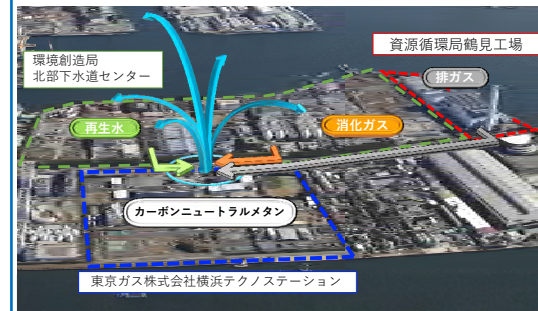 資源循環局鶴見工場
環境創造局
北部下水道センター
排ガス
再生水
消化ガス
カーボンニュートラルメタン
東京ガス株式会社横浜テクノステーション